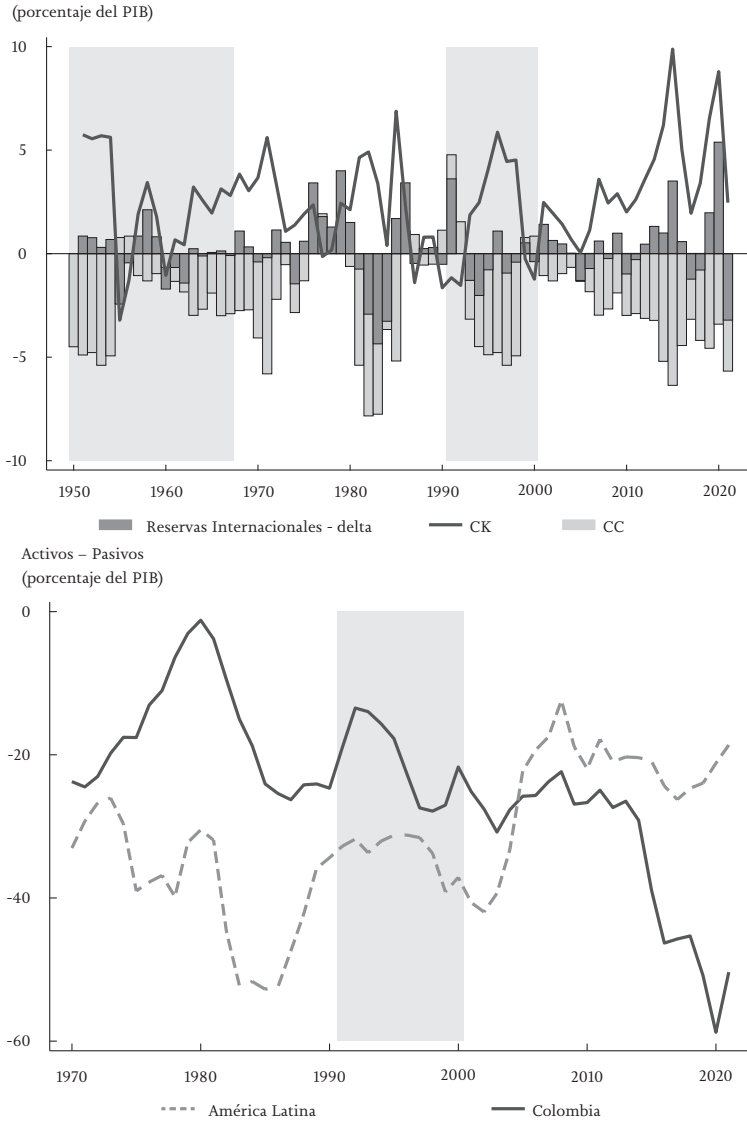 (porcentaje del PIB)
10
5
0
-5
-10
1950 1960 1970 1980 1990 2000 2010 2020
Reservas Internacionales - delta CK CC
Activos – Pasivos
(porcentaje del PIB)
0
-20
-40
-60
1970 1980 1990 2000 2010 2020
América Latina Colombia